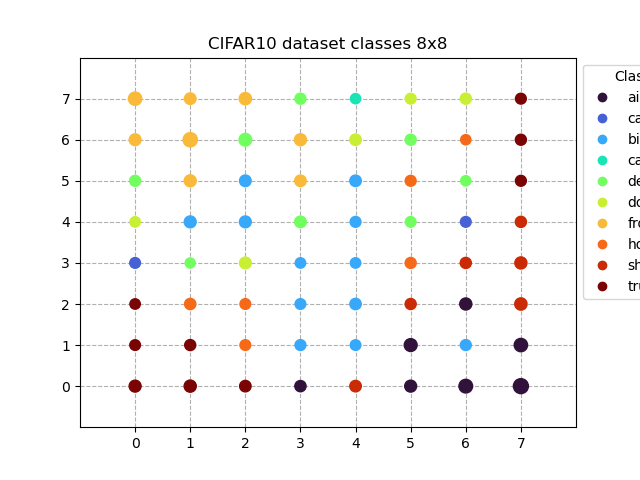 CIFAR10 dataset classes 8x8
7
6
5
4
3
2
1
0
0 1 2 3 4 5 6 7
Clas
ai
ca
bi
ca
de
do
fro
ho
sh
tru